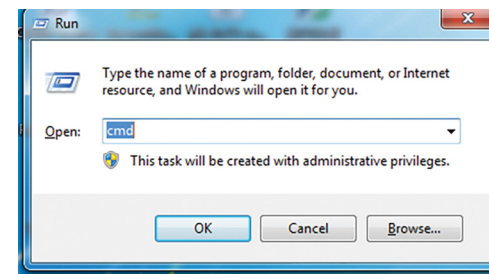 Run
Type the name of a program, folder, document, or Internet
resource, and Windows will open it for you.
Open:
cmd
This task will be created with administrative privileges.
OK
Cancel
Browse...